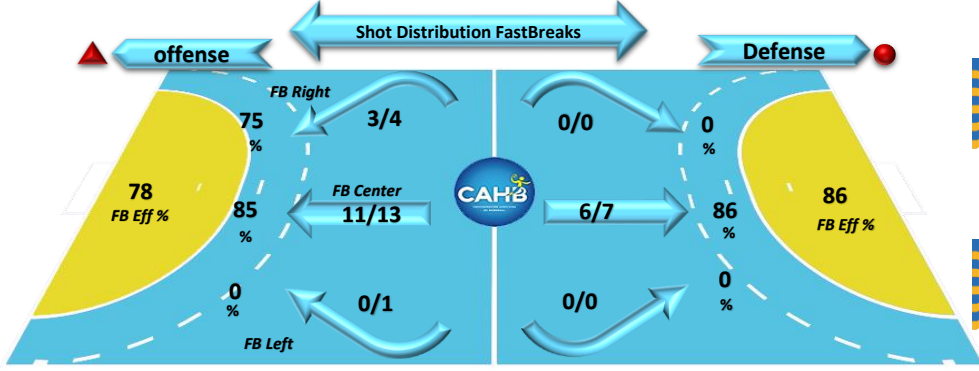 Shot Distribution FastBreaks
offense
Defense
FB Right
75
%
3/4
0/0
0
%
78
FB Eff %
FB Center
85
%
11/13
CAHB
6/7
86
%
86
FB Eff %
0
%
0/1
0/0
0
%
FB Left